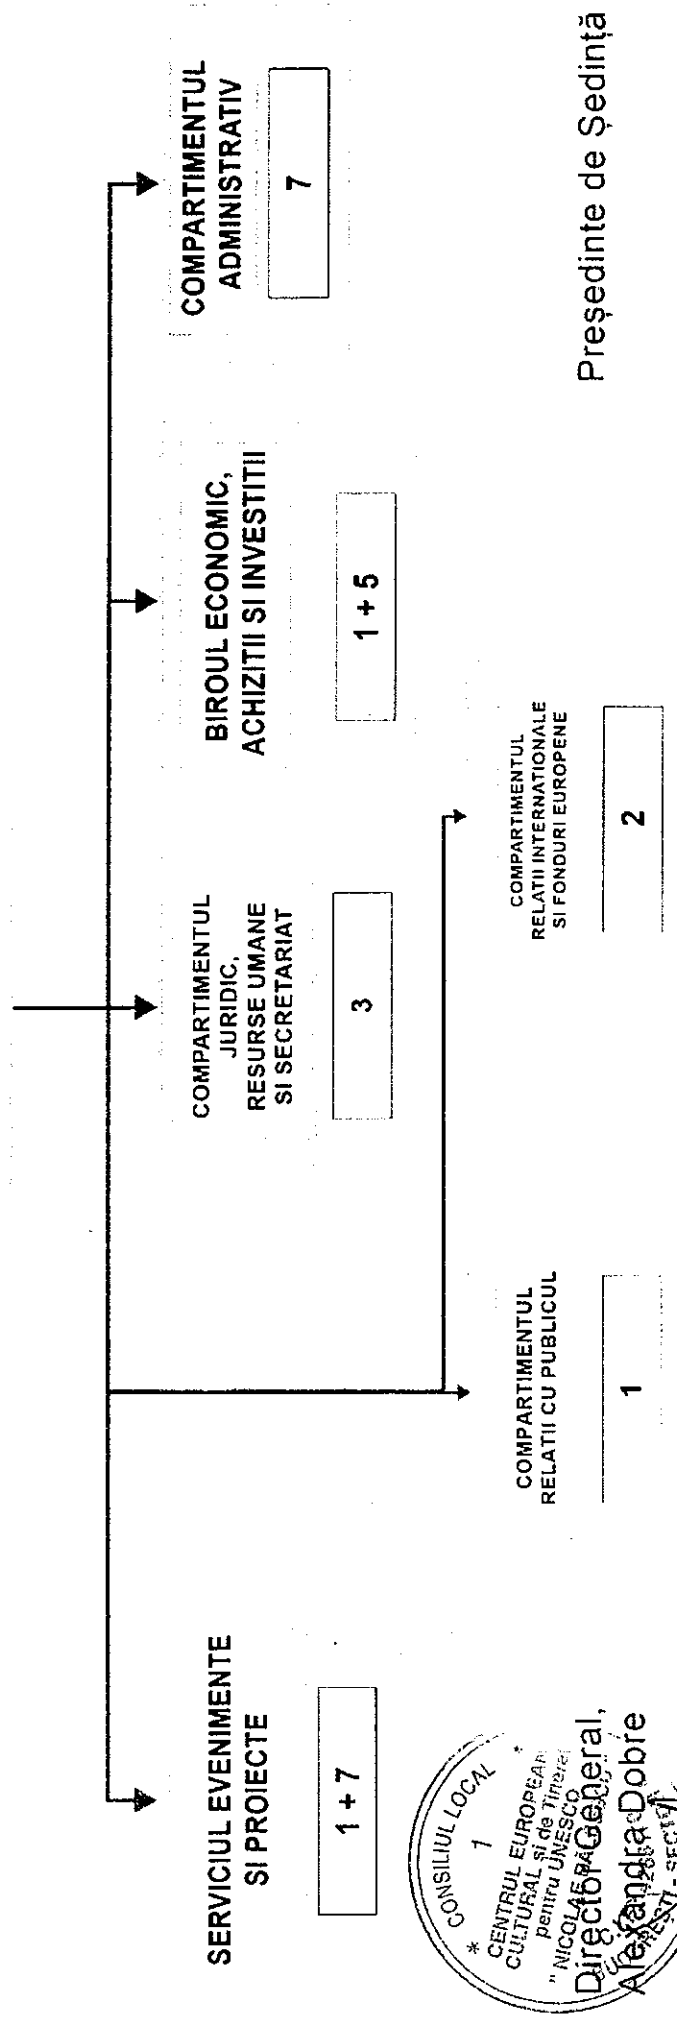 SERVICIUL EVENIMENTE
SI PROIECTE
1 + 7
COMPARTIMENTUL
JURIDIC,
RESURSE UMANE
SI SECRETARIAT
3
BIROUL ECONOMIC,
ACHIZITII SI INVESTITII
1 + 5
COMPARTIMENTUL
ADMINISTRATIV
7
COMPARTIMENTUL
RELATII CU PUBLICUL
1
COMPARTIMENTUL
RELATII INTERNATIONALE
SI FONDURI EUROPENE
2
* CONSILIUL LOCAL *
1
CENTRUL EUROPEAN
CULTURAL și de Tineret
pentru UNESCO
"NICOLAE
Director General,
Alexandra Dobre
Președinte de Ședință